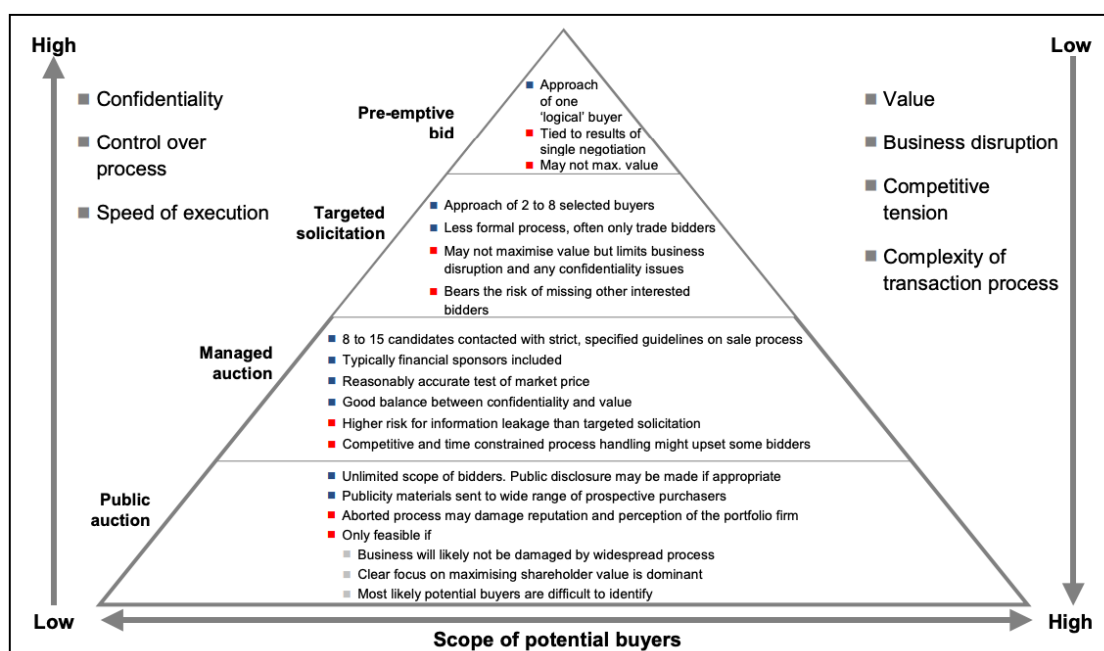 High
Confidentiality
Control over
process
Speed of execution
Low
Pre-emptive
bid
Approach
of one
‘logical’ buyer
Tied to results of
single negotiation
May not max. value
Targeted
solicitation
Approach of 2 to 8 selected buyers
Less formal process, often only trade bidders
May not maximise value but limits business
disruption and any confidentiality issues
Bears the risk of missing other interested
bidders
Managed
auction
8 to 15 candidates contacted with strict, specified guidelines on sale process
Typically financial sponsors included
Reasonably accurate test of market price
Good balance between confidentiality and value
Higher risk for information leakage than targeted solicitation
Competitive and time constrained process handling might upset some bidders
Public
auction
Unlimited scope of bidders. Public disclosure may be made if appropriate
Publicity materials sent to wide range of prospective purchasers
Aborted process may damage reputation and perception of the portfolio firm
Only feasible if
Business will likely not be damaged by widespread process
Clear focus on maximising shareholder value is dominant
Most likely potential buyers are difficult to identify
Low
Value
Business disruption
Competitive
tension
Complexity of
transaction process
High
Scope of potential buyers